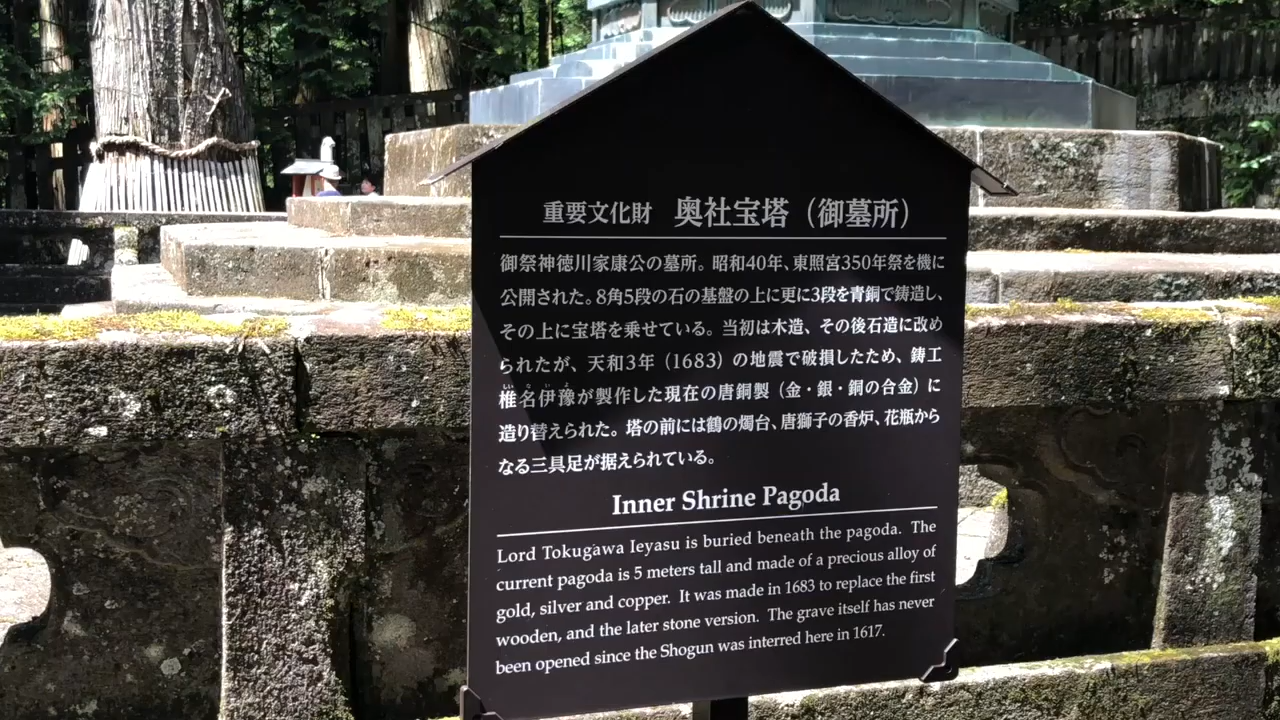 重要文化財 奥社宝塔（御墓所）
御祭神徳川家康公の墓所。昭和40年、東照宮350年祭を機に
公開された。8角5段の石の基盤の上に更に3段を青銅で鋳造し、
その上に宝塔を乗せている。当初は木造、その後石造に改め
られたが、天和3年（1683）の地震で破損したため、鋳工
椎名伊豫が製作した現在の唐銅製（金・銀・銅の合金）に
造り替えられた。塔の前には鶴の燭台、唐獅子の香炉、花瓶から
なる三具足が据えられている。
Inner Shrine Pagoda
Lord Tokugawa Ieyasu is buried beneath the pagoda. The
current pagoda is 5 meters tall and made of a precious alloy of
gold, silver and copper. It was made in 1683 to replace the first
wooden, and the later stone version. The grave itself has never
been opened since the Shogun was interred here in 1617.